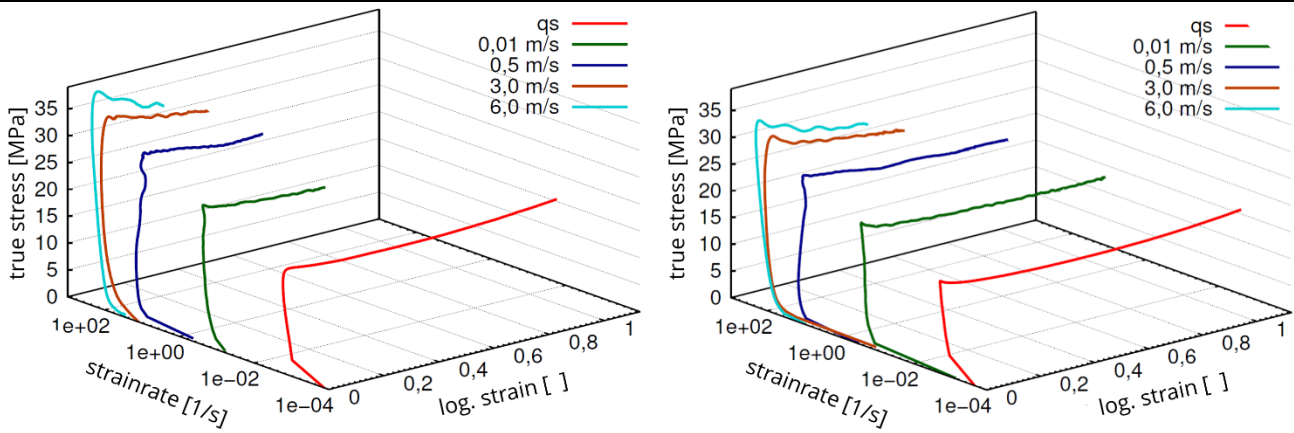 qs
0,01 m/s
0,5 m/s
3,0 m/s
6,0 m/s
true stress [MPa]
35
30
25
20
15
10
5
0
1e+02
1e+00
1e-02
1e-04
strainrate [1/s]
0
0,2
0,4
0,6
0,8
1
log. strain [ ]
qs
0,01 m/s
0,5 m/s
3,0 m/s
6,0 m/s
true stress [MPa]
35
30
25
20
15
10
5
0
1e+02
1e+00
1e-02
1e-04
strainrate [1/s]
0
0,2
0,4
0,6
0,8
1
log. strain [ ]